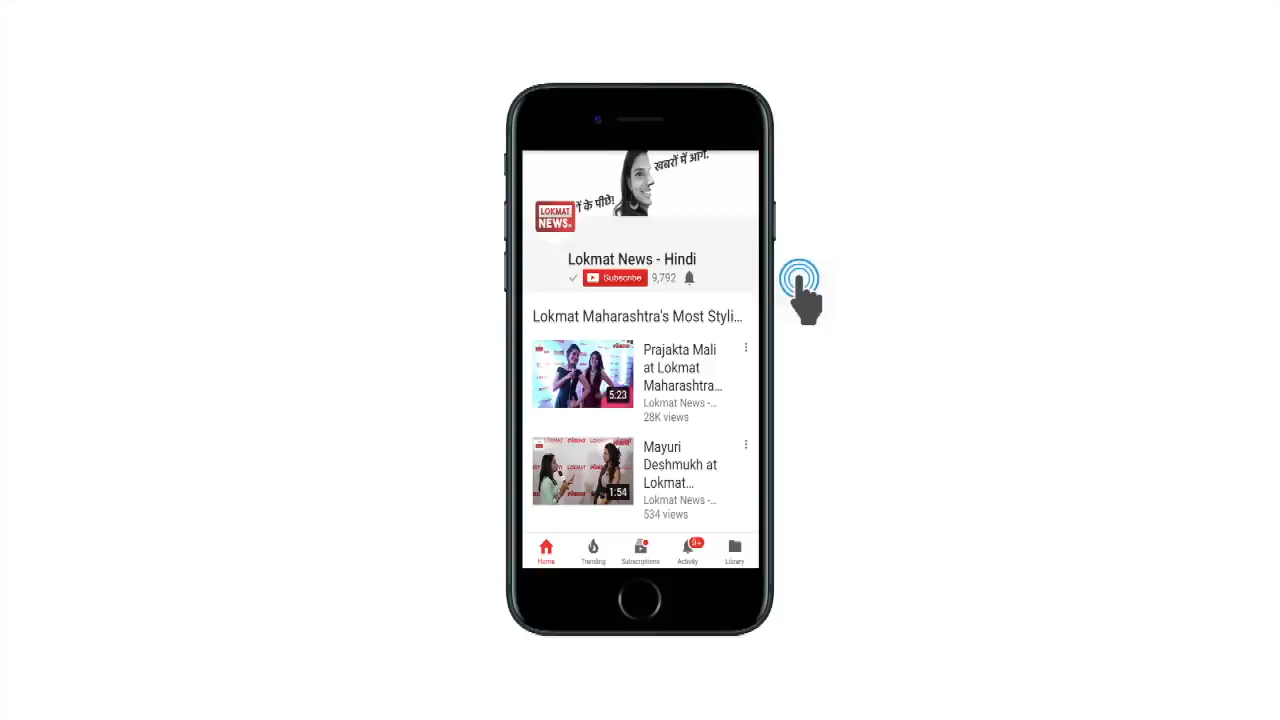 खबरों में आगे,
ों के पीछे!
LOKMAT
NEWS
Lokmat News - Hindi
Subscribe 9,792
Lokmat Maharashtra's Most Styli...
Prajakta Mali
at Lokmat
Maharashtra...
Lokmat News -...
28K views
5:23
Mayuri
Deshmukh at
Lokmat...
Lokmat News -...
534 views
1:54
9+
Home Trending Subscriptions Activity Library